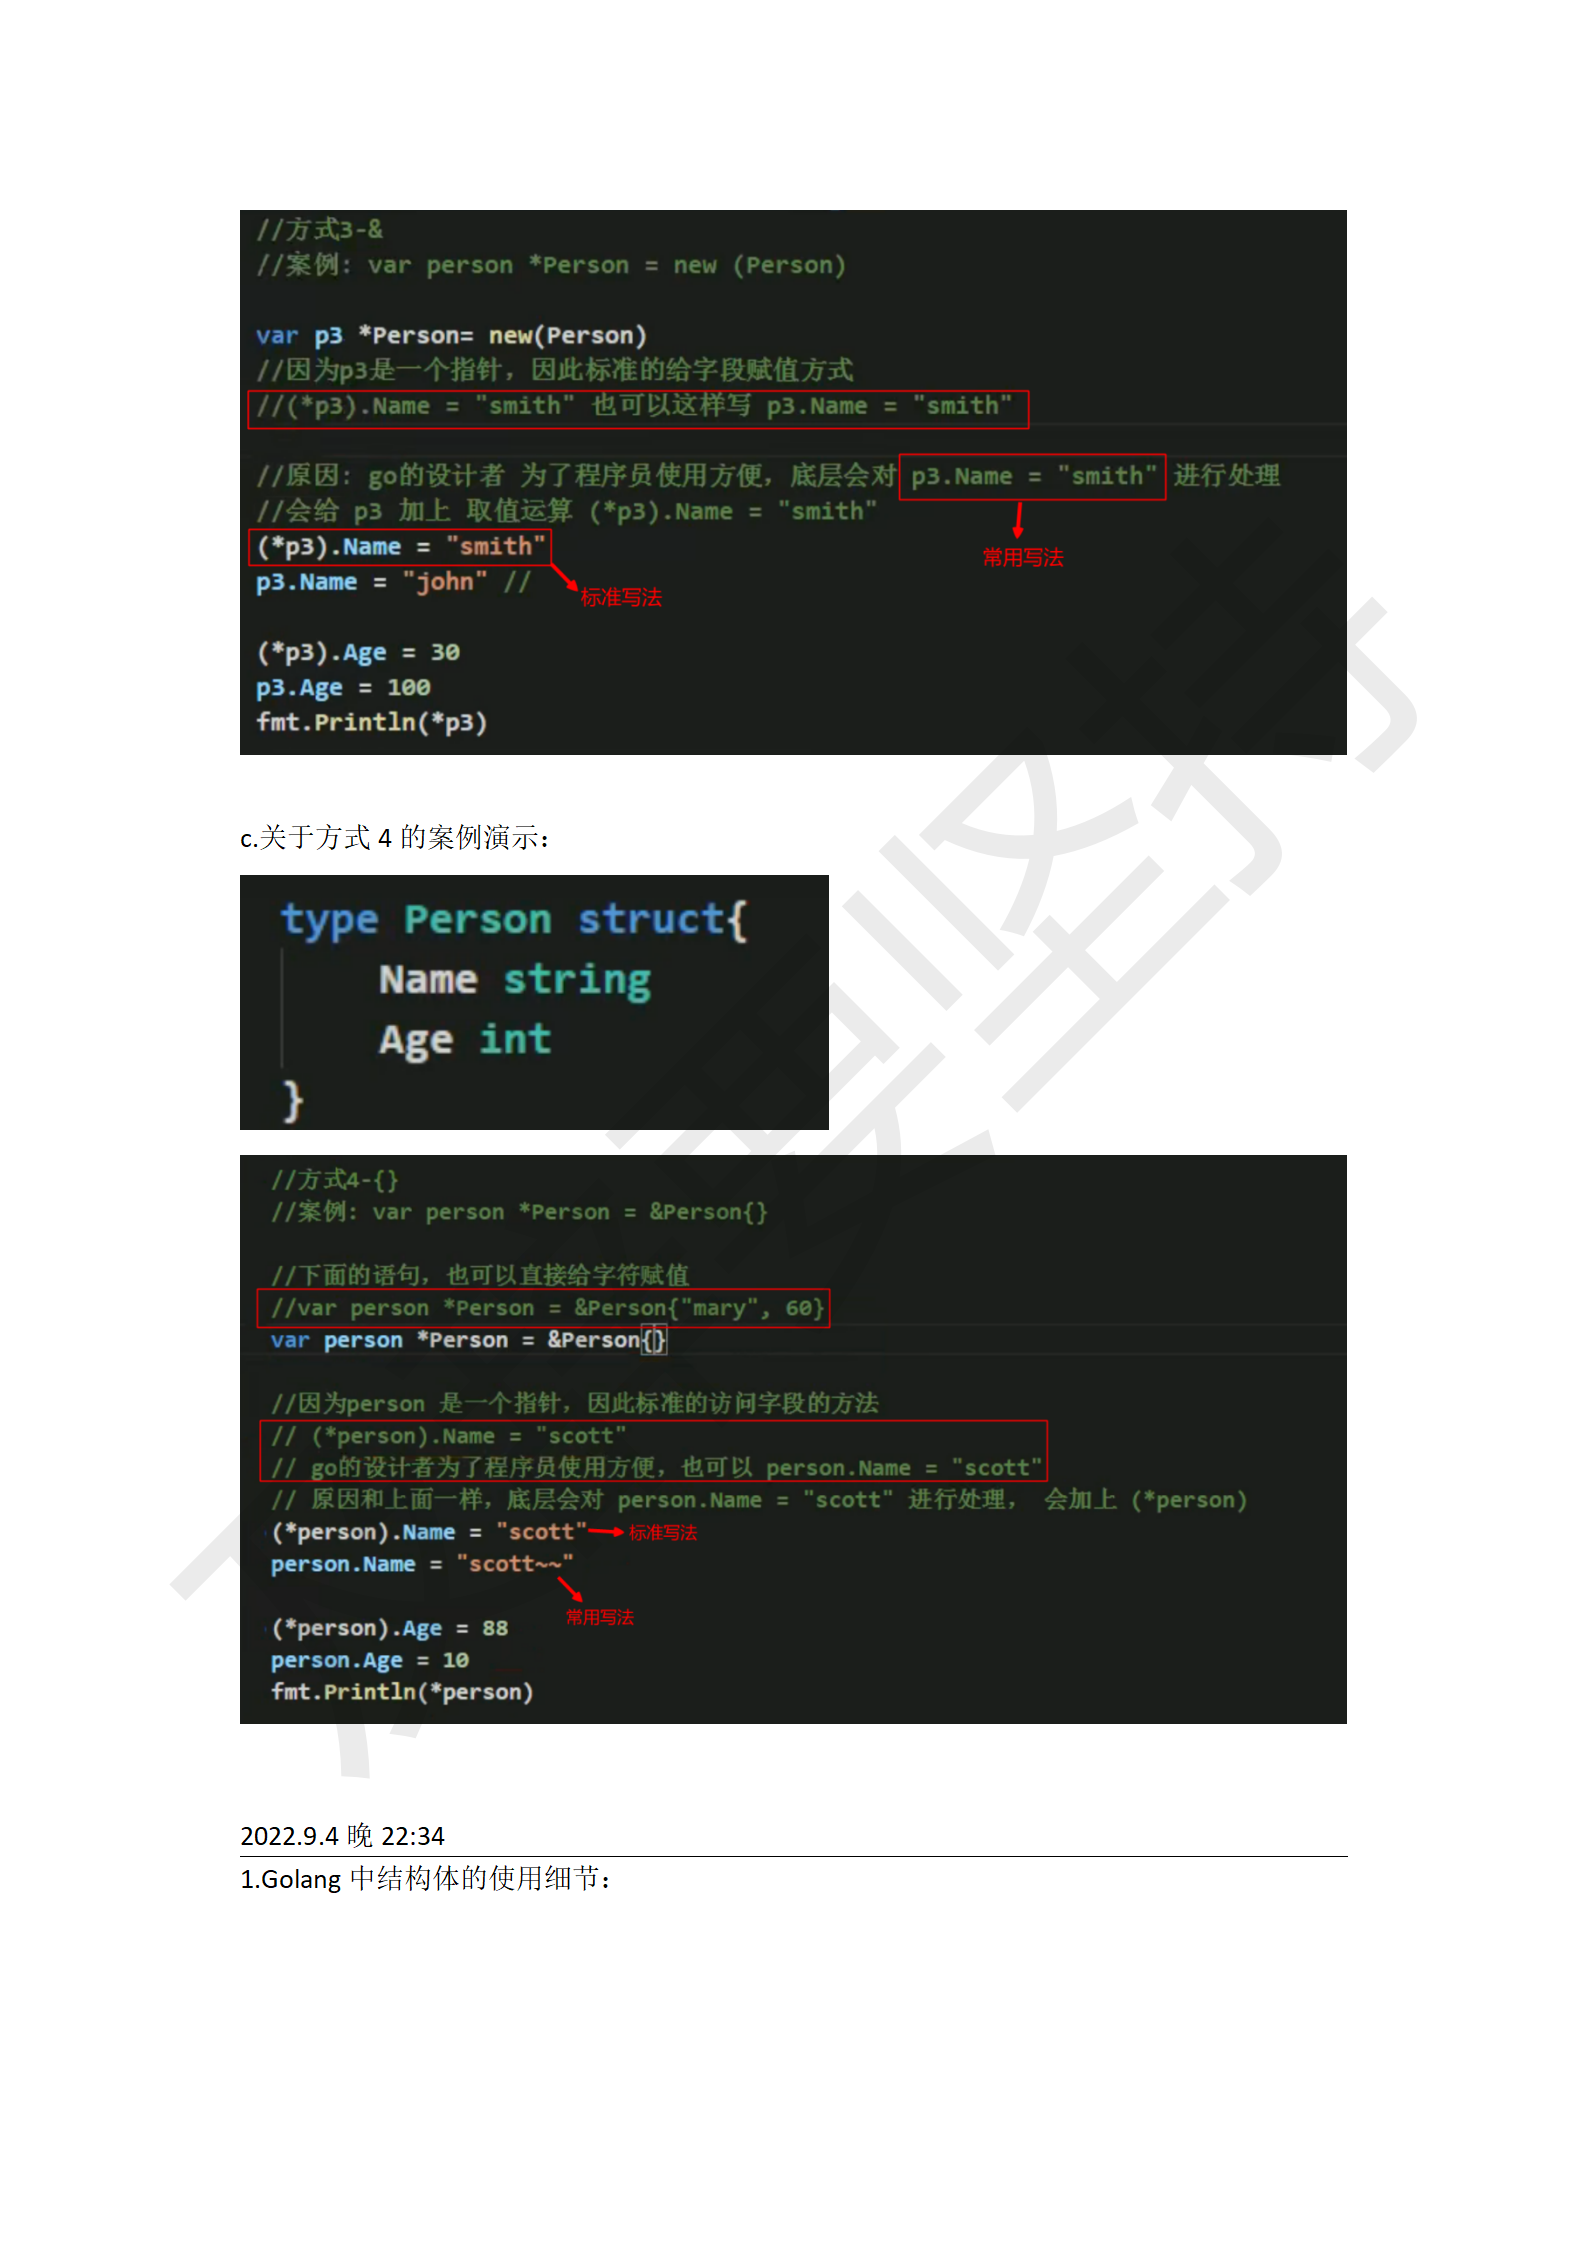 //方式3-&
//案例: var person *Person = new (Person)
var p3 *Person= new(Person)
//因为p3是一个指针，因此标准的给字段赋值方式
//(*p3).Name = "smith" 也可以这样写 p3.Name = "smith"
//原因: go的设计者 为了程序员使用方便，底层会对 p3.Name = "smith" 进行处理
//会给 p3 加上 取值运算 (*p3).Name = "smith"
(*p3).Name = "smith"
常用写法
p3.Name = "john" //
标准写法
(*p3).Age = 30
p3.Age = 100
fmt.Println(*p3)
c.关于方式 4 的案例演示：
type Person struct{
Name string
Age int
}
//方式4-{}
//案例: var person *Person = &Person{}
//下面的语句，也可以直接给字符赋值
//var person *Person = &Person{"mary", 60}
var person *Person = &Person{}
//因为person 是一个指针，因此标准的访问字段的方法
// (*person).Name = "scott"
// go的设计者为了程序员使用方便，也可以 person.Name = "scott"
// 原因和上面一样，底层会对 person.Name = "scott" 进行处理， 会加上 (*person)
(*person).Name = "scott" 标准写法
person.Name = "scott~~"
常用写法
(*person).Age = 88
person.Age = 10
fmt.Println(*person)
2022.9.4 晚 22:34
1.Golang 中结构体的使用细节：
要坚持